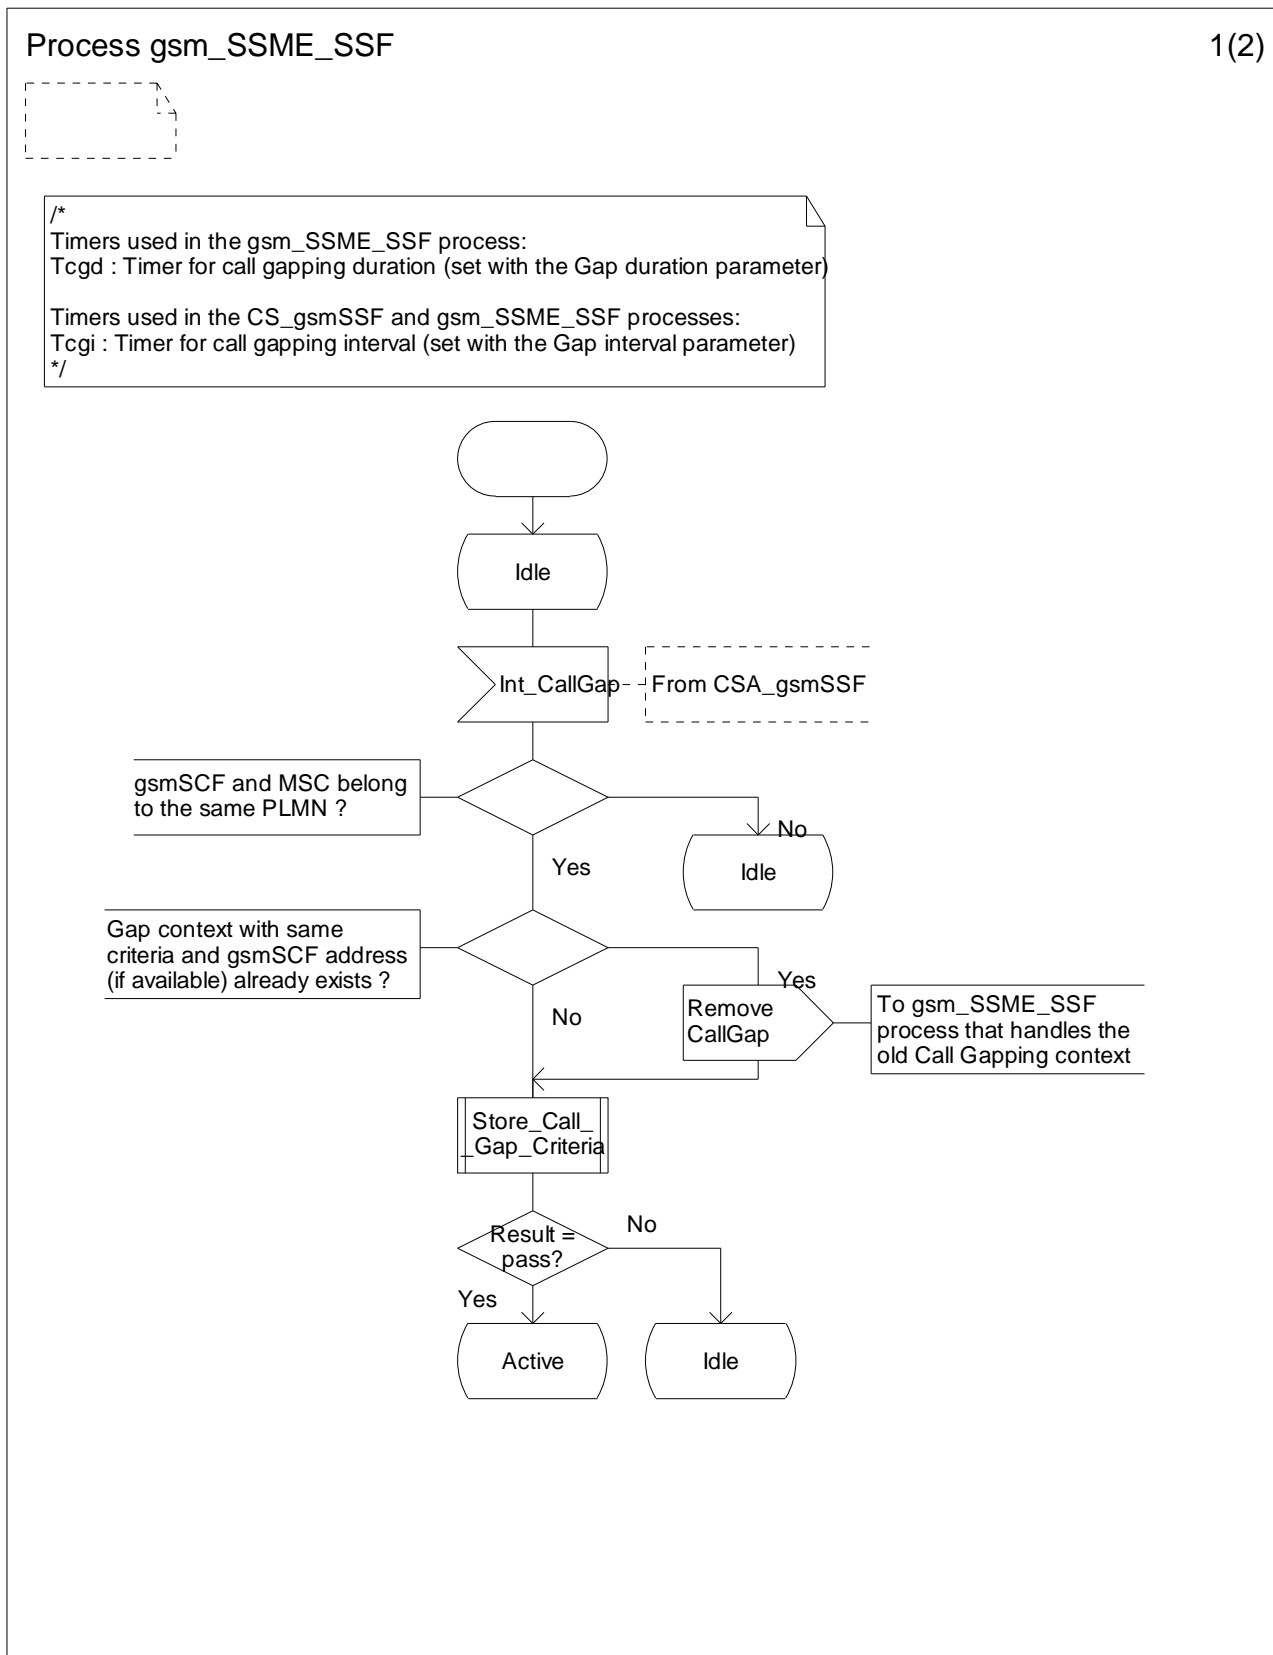 Process gsm_SSME_SSF
1(2)
/*
Timers used in the gsm_SSME_SSF process:
Tcgd : Timer for call gapping duration (set with the Gap duration parameter)
Timers used in the CS_gsmSSF and gsm_SSME_SSF processes:
Tcgi : Timer for call gapping interval (set with the Gap interval parameter)
*/
Idle
Int_CallGap
From CSA_gsmSSF
gsmSCF and MSC belong
to the same PLMN ?
No
Idle
Yes
Gap context with same
criteria and gsmSCF address
(if available) already exists ?
Yes
No
Remove
CallGap
To gsm_SSME_SSF
process that handles the
old Call Gapping context
Store_Call_
_Gap_Criteria
Result =
pass?
No
Yes
Active
Idle